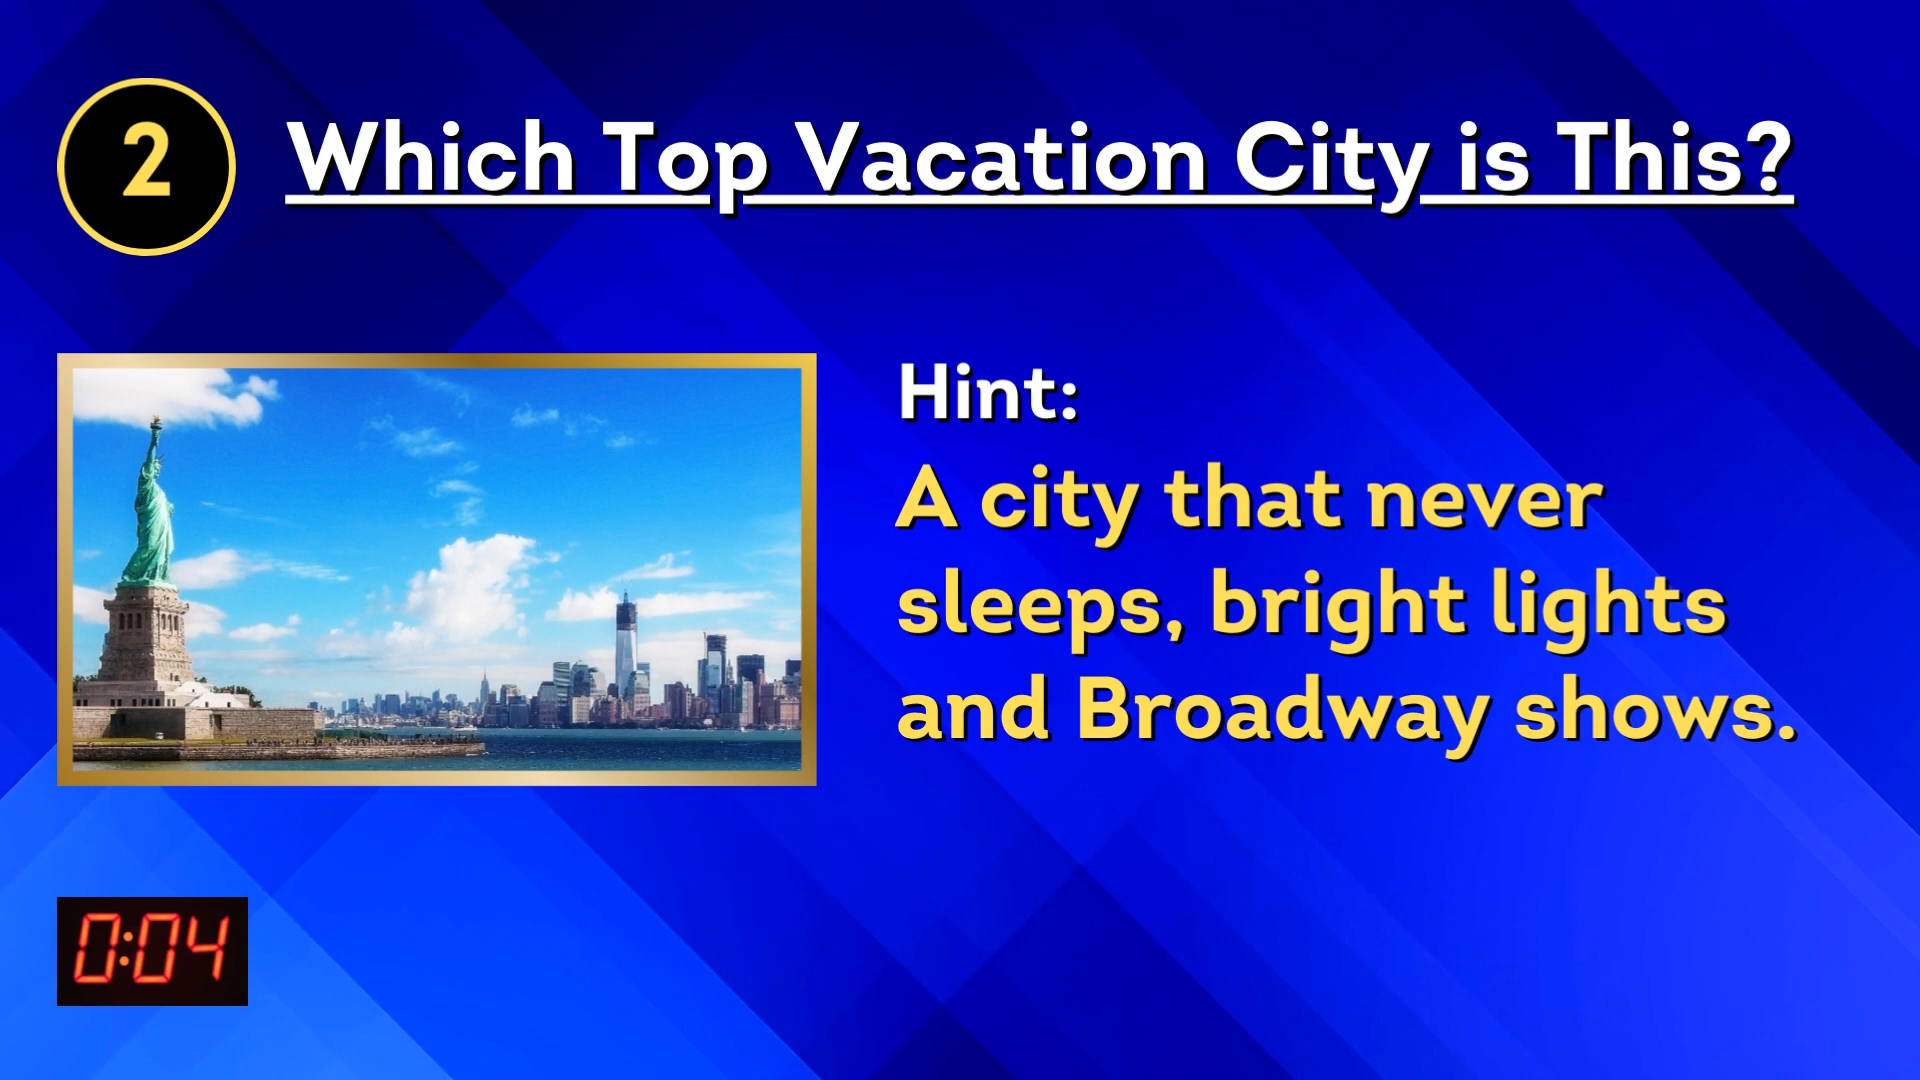 2
Which Top Vacation City is This?
Hint:
A city that never
sleeps, bright lights
and Broadway shows.
0:04